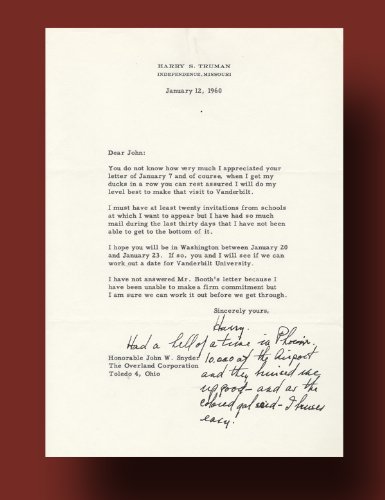 HARRY S. TRUMAN
INDEPENDENCE, MISSOURI
January 12, 1960
Dear John:
You do not know how very much I appreciated your
letter of January 7 and of course, when I get my
ducks in a row you can rest assured I will do my
level best to make that visit to Vanderbilt.
I must have at least twenty invitations from schools
at which I want to appear but I have had so much
mail during the last thirty days that I have not been
able to get to the bottom of it.
I hope you will be in Washington between January 20
and January 23. If so, you and I will see if we can
work out a date for Vanderbilt University.
I have not answered Mr. Booth's letter because I
have been unable to make a firm commitment but
I am sure we can work it out before we get through.
Sincerely yours,
Harry
Had a hell of a time in Phoenix.
10,000 at the Airport
and they bruised me
up good - and as the
colored gal said - I bruises
easy!
Honorable John W. Snyder
The Overland Corporation
Toledo 4, Ohio